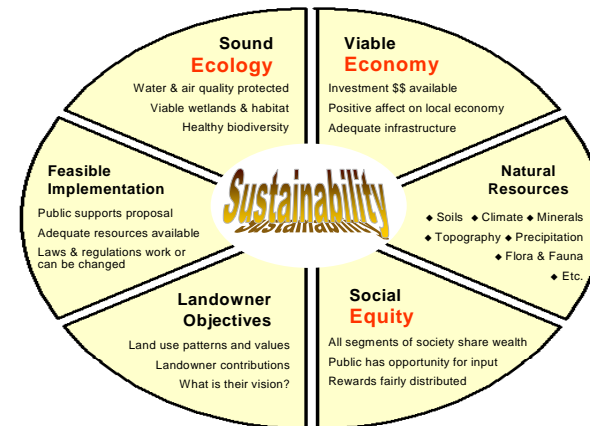 Sound
Ecology
Water & air quality protected
Viable wetlands & habitat
Healthy biodiversity
Viable
Economy
Investment $$ available
Positive affect on local economy
Adequate infrastructure
Feasible
Implementation
Public supports proposal
Adequate resources available
Laws & regulations work or
can be changed
Sustainability
Natural
Resources
◆ Soils ◆ Climate ◆ Minerals
◆ Topography ◆ Precipitation
◆ Flora & Fauna
◆ Etc.
Landowner
Objectives
Land use patterns and values
Landowner contributions
What is their vision?
Social
Equity
All segments of society share wealth
Public has opportunity for input
Rewards fairly distributed